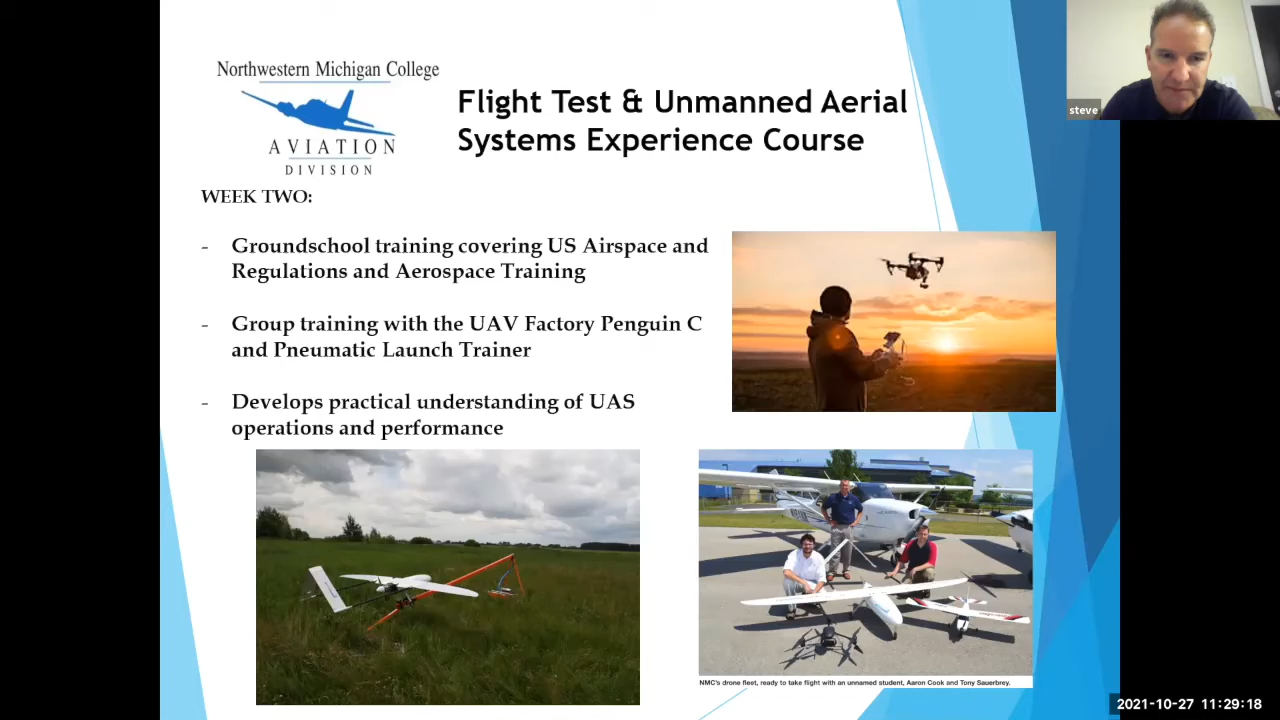 Northwestern Michigan College
AVIATION
DIVISION
Flight Test & Unmanned Aerial
Systems Experience Course
steve
WEEK TWO:
- Groundschool training covering US Airspace and
Regulations and Aerospace Training
- Group training with the UAV Factory Penguin C
and Pneumatic Launch Trainer
- Develops practical understanding of UAS
operations and performance
NMC's drone fleet, ready to take flight with an unnamed student, Aaron Cook and Tony Sauerbrey.
2021-10-27 11:29:18